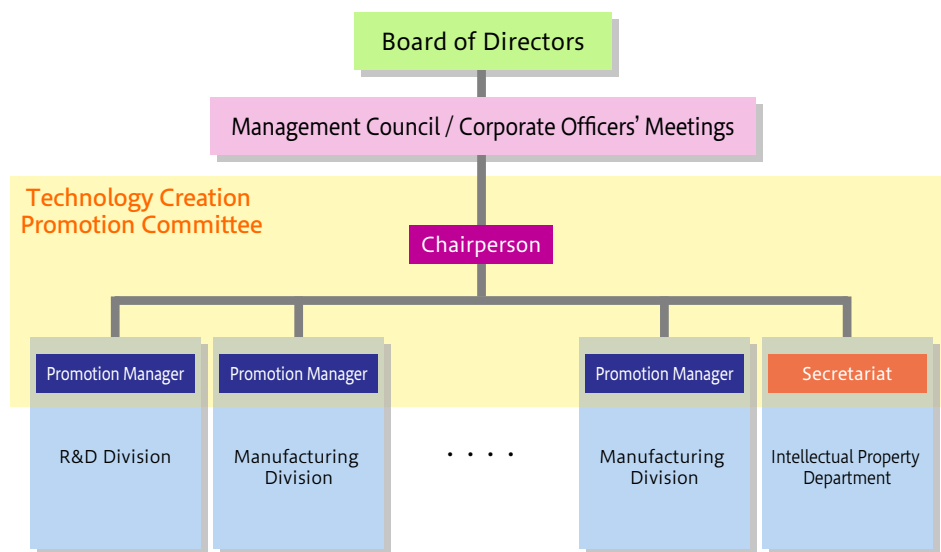 Board of Directors
Management Council / Corporate Officers’ Meetings
Technology Creation
Promotion Committee
Chairperson
Promotion Manager
Promotion Manager
Promotion Manager
Secretariat
R&D Division
Manufacturing
Division
· · · ·
Manufacturing
Division
Intellectual Property
Department